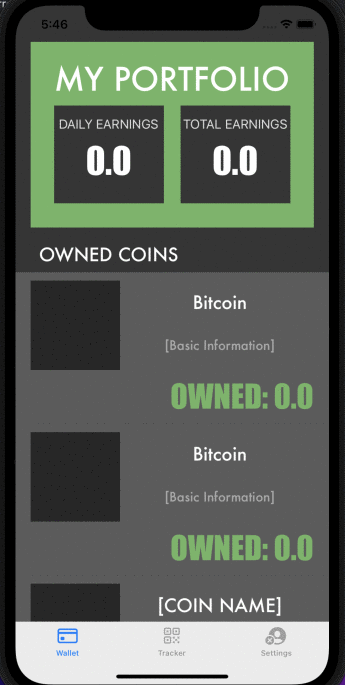 5:46
MY PORTFOLIO
DAILY EARNINGS TOTAL EARNINGS
0.0 0.0
OWNED COINS
Bitcoin
[Basic Information]
OWNED: 0.0
Bitcoin
[Basic Information]
OWNED: 0.0
[COIN NAME]
Wallet Tracker Settings